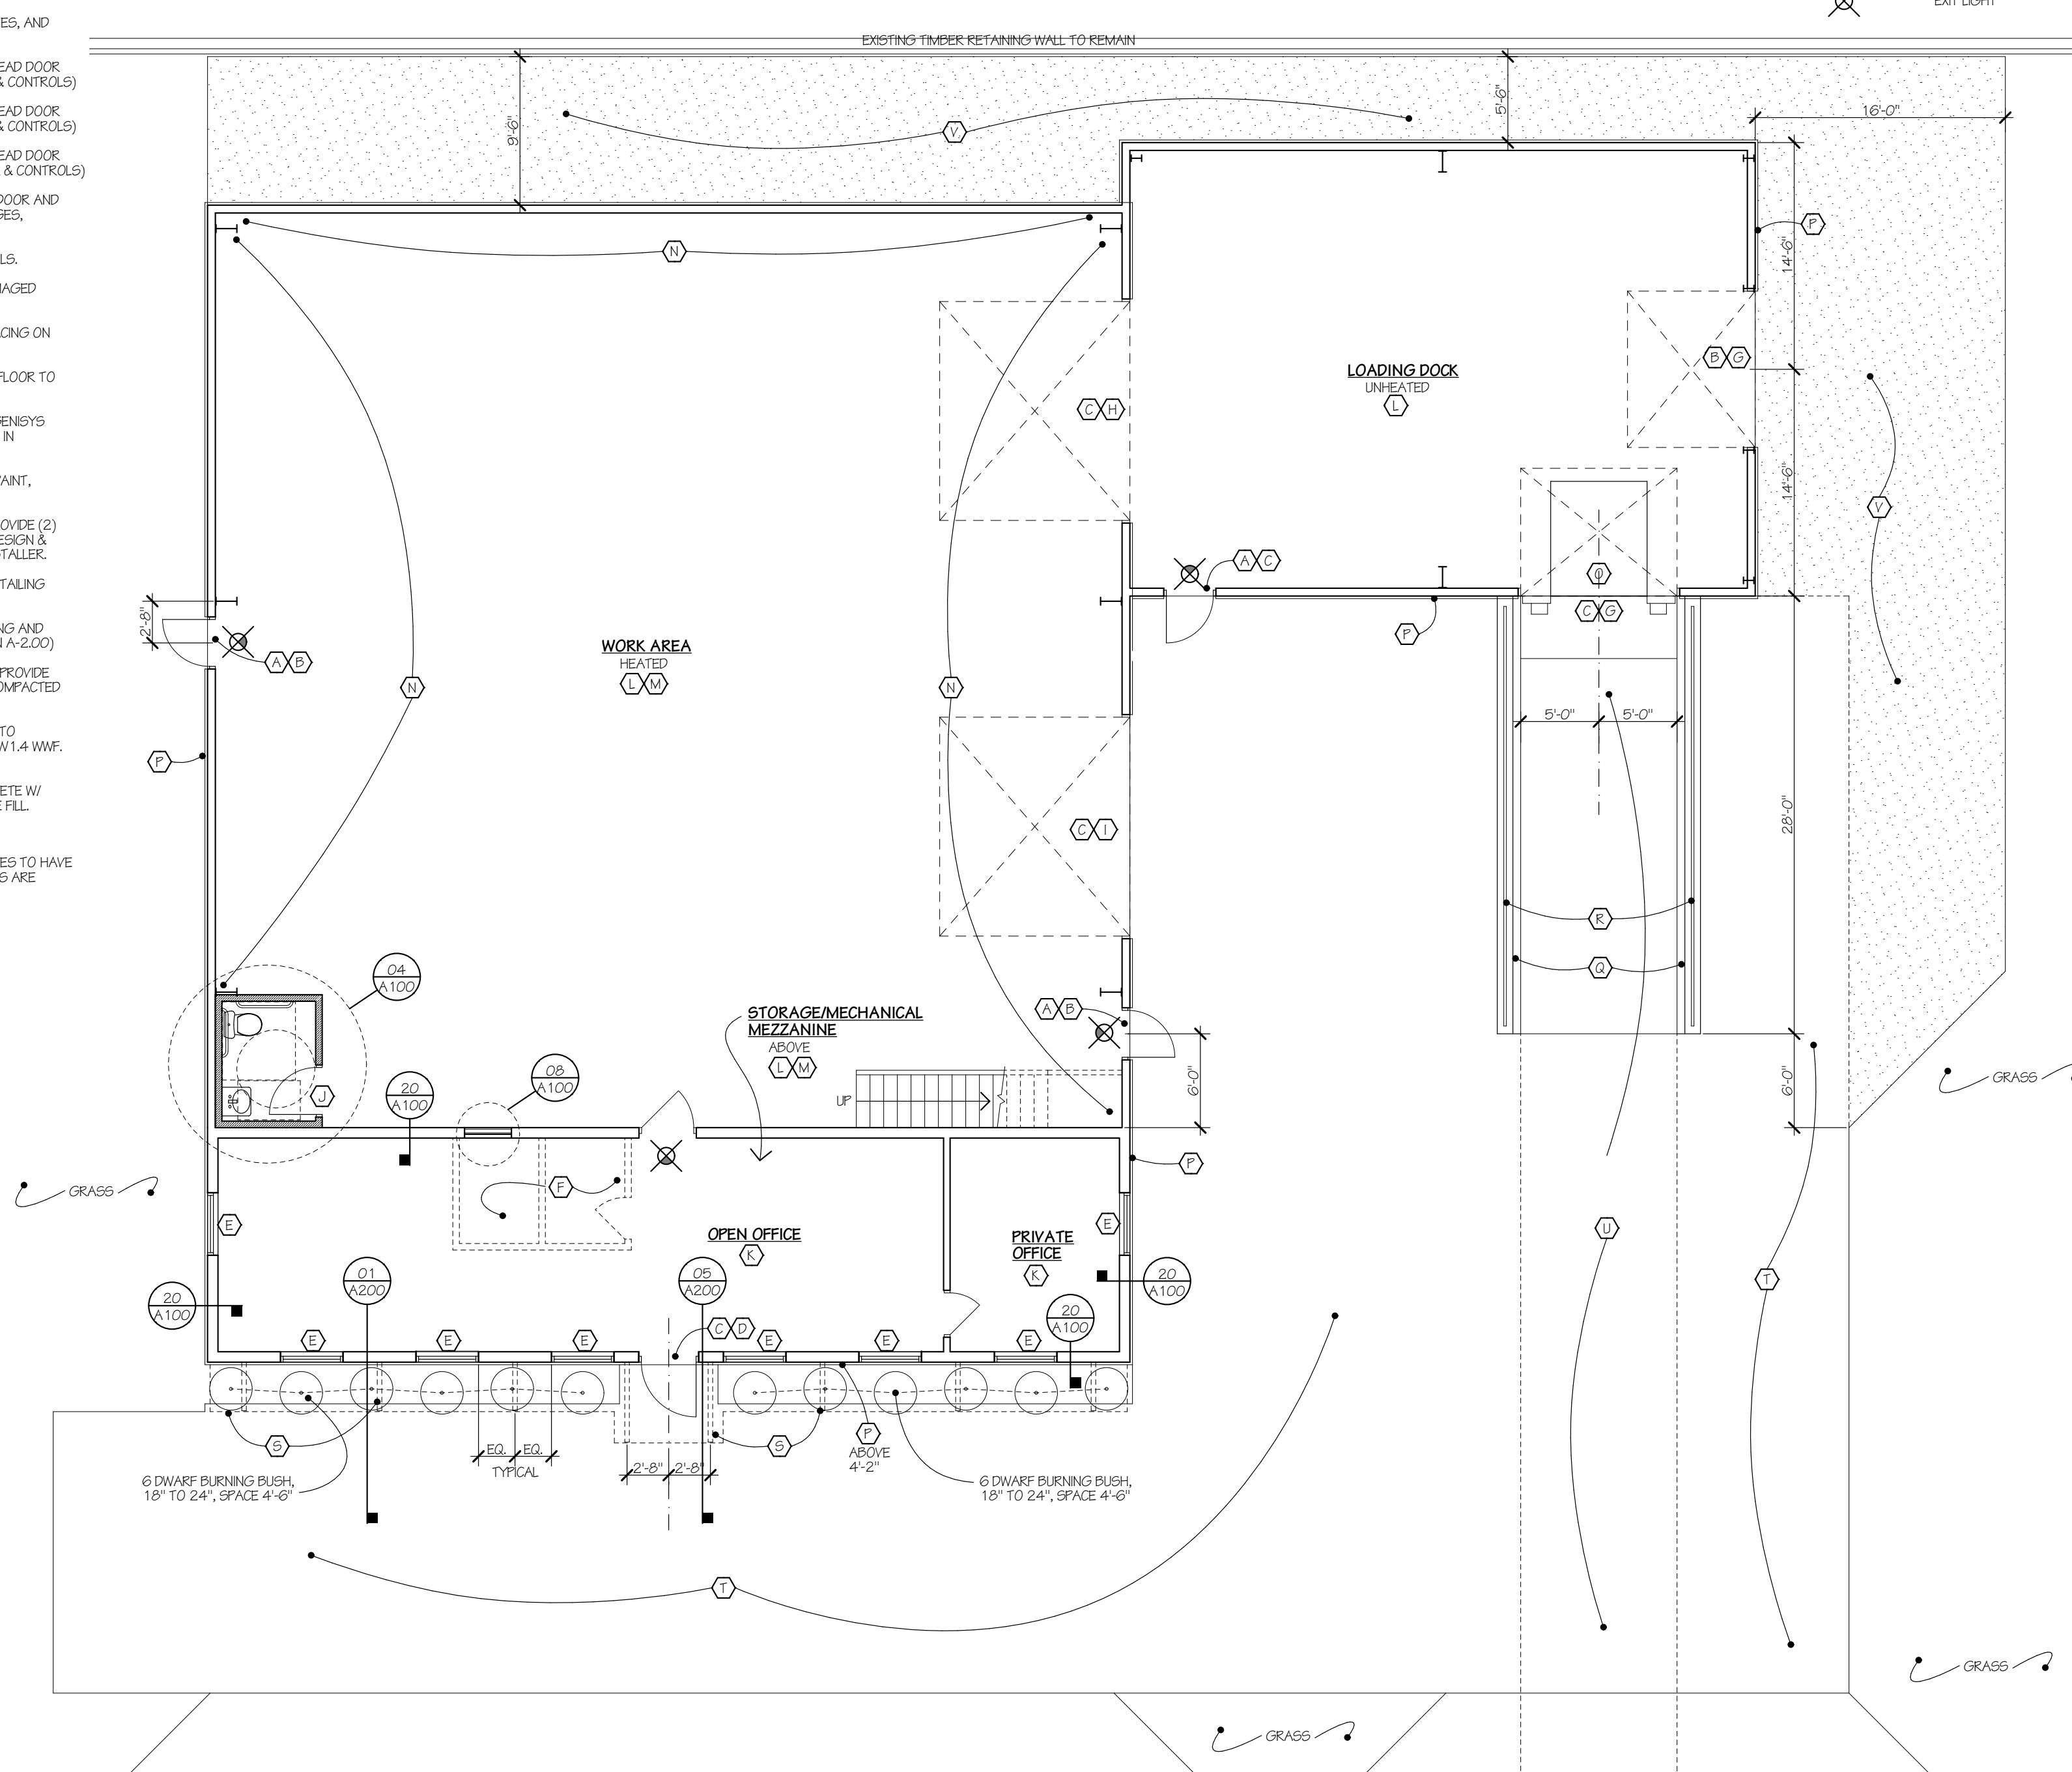 ES, AND
EAD DOOR
& CONTROLS)
EAD DOOR
& CONTROLS)
EAD DOOR
& CONTROLS)
DOOR AND
GES,
LS.
MAGED
ACING ON
FLOOR TO
GENISYS
IN
PAINT,
OVIDE (2)
ESIGN &
STALLER.
TAILING
NG AND
N A-2.00)
PROVIDE
OMPACTED
TO
W1.4 WWF.
ETE W/
E FILL.
ES TO HAVE
S ARE
EXIT LIGHT
EXISTING TIMBER RETAINING WALL TO REMAIN
9'-6"
5'-6"
16'-0"
V
N
P
14'-6"
B G
LOADING DOCK
UNHEATED
L
C H
14'-6"
V
A C
O
C G
P
2'-8"
A B
WORK AREA
HEATED
L M
N
N
5'-0" 5'-0"
P
C I
28'-0"
R
Q
04
A100
STORAGE/MECHANICAL
MEZZANINE
ABOVE
L M
A B
08
A100
20
A100
J
UP
6'-0"
6'-0"
GRASS
P
GRASS
F
E
OPEN OFFICE
K
PRIVATE
OFFICE
K
E
U
T
01
A200
05
A200
20
A100
20
A100
20
A100
C D
E
E
E
E
E
E
S
EQ. EQ.
TYPICAL
2'-8" 2'-8"
S
P
ABOVE
4'-2"
6 DWARF BURNING BUSH,
18" TO 24", SPACE 4'-6"
6 DWARF BURNING BUSH,
18" TO 24", SPACE 4'-6"
T
GRASS
GRASS